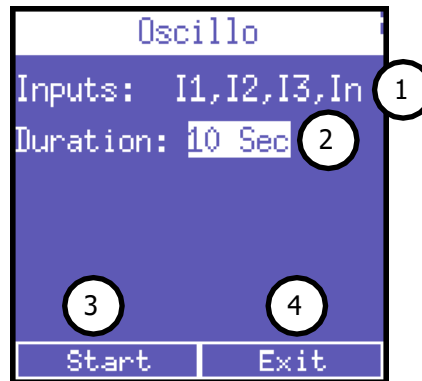 Oscillo
Inputs: I1,I2,I3,In 1
Duration: 10 Sec 2
3 4
Start Exit